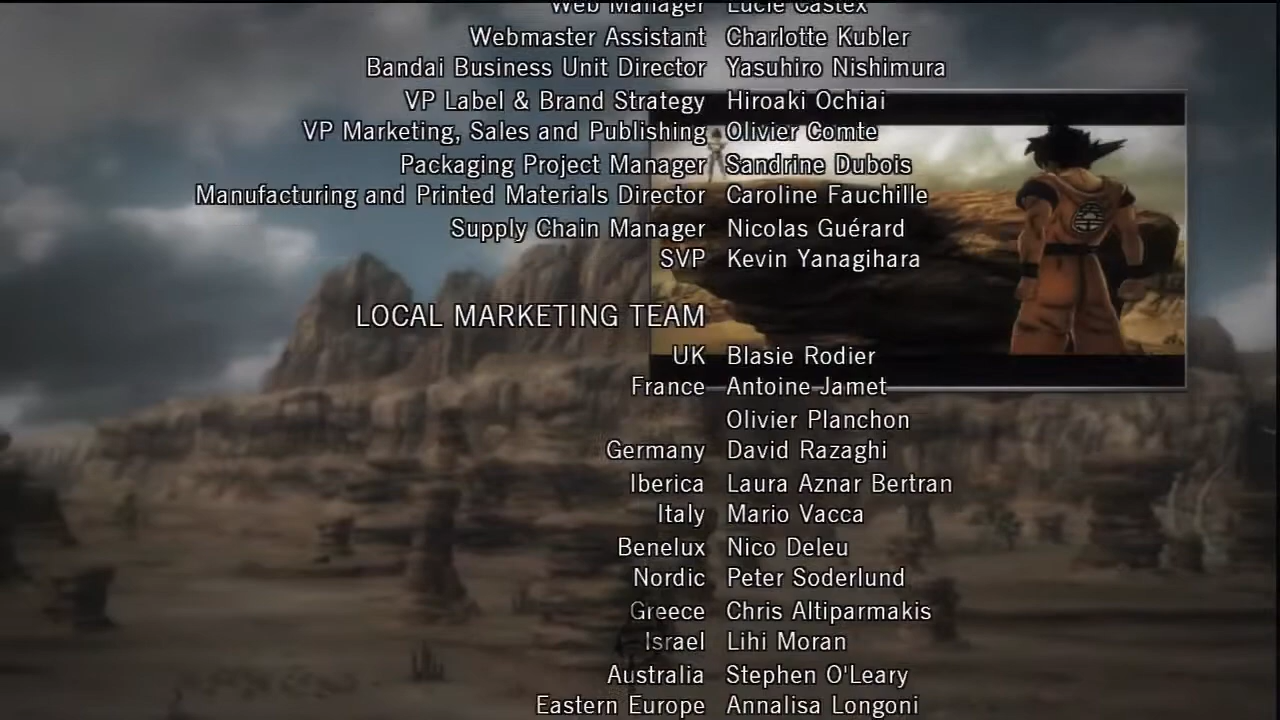 Web Manager Lucie Castex
Webmaster Assistant Charlotte Kubler
Bandai Business Unit Director Yasuhiro Nishimura
VP Label & Brand Strategy Hiroaki Ochiai
VP Marketing, Sales and Publishing Olivier Comte
Packaging Project Manager Sandrine Dubois
Manufacturing and Printed Materials Director Caroline Fauchille
Supply Chain Manager Nicolas Guérard
SVP Kevin Yanagihara
LOCAL MARKETING TEAM
UK Blasie Rodier
France Antoine Jamet
Olivier Planchon
Germany David Razaghi
Iberica Laura Aznar Bertran
Italy Mario Vacca
Benelux Nico Deleu
Nordic Peter Soderlund
Greece Chris Altiparmakis
Israel Lihi Moran
Australia Stephen O'Leary
Eastern Europe Annalisa Longoni